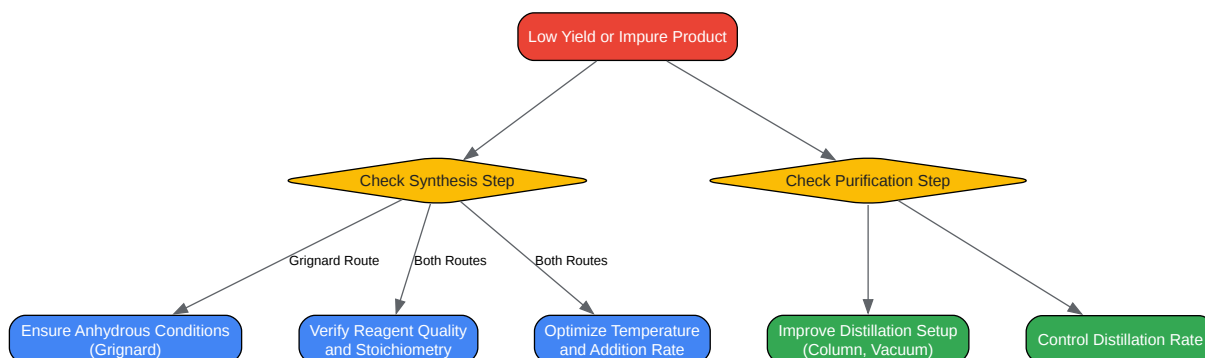 Low Yield or Impure Product
Check Synthesis Step
Check Purification Step
Grignard Route
Both Routes
Both Routes
Ensure Anhydrous Conditions
(Grignard)
Verify Reagent Quality
and Stoichiometry
Optimize Temperature
and Addition Rate
Improve Distillation Setup
(Column, Vacuum)
Control Distillation Rate